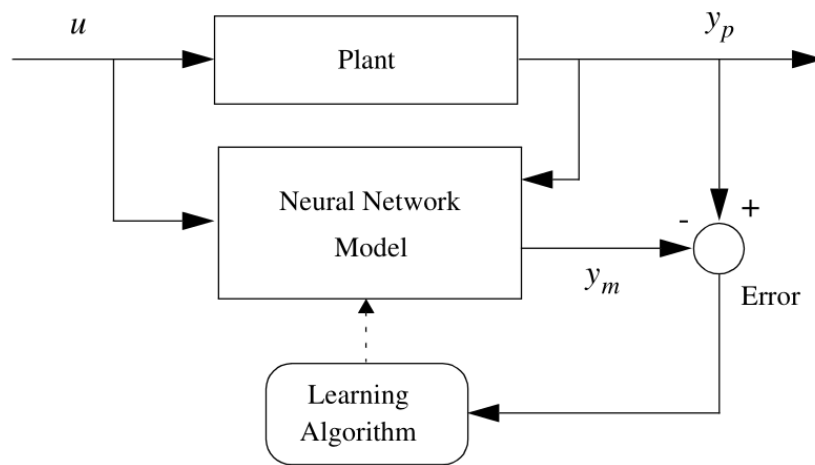 u
y_p
Plant
Neural Network
Model
- +
y_m
Error
Learning
Algorithm